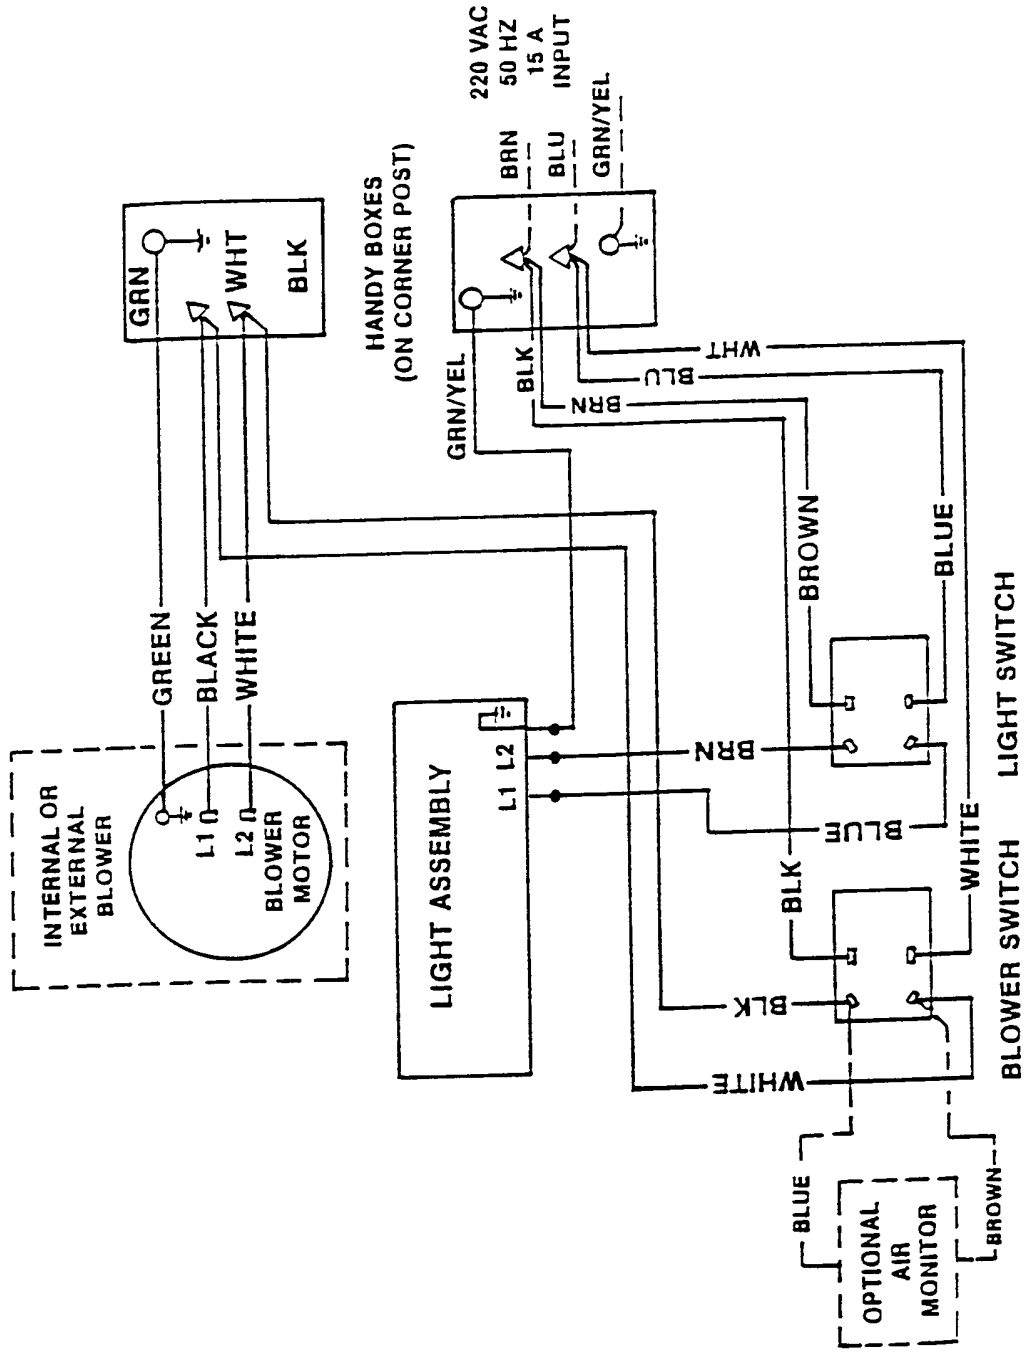 INTERNAL OR
EXTERNAL
BLOWER
L1
L2
BLOWER
MOTOR
GREEN
BLACK
WHITE
GRN
WHT
BLK
HANDY BOXES
(ON CORNER POST)
220 VAC
50 HZ
15 A
INPUT
BRN
BLU
GRN/YEL
GRN/YEL
BLK
BRN
BLU
WHT
LIGHT ASSEMBLY
L1
L2
BRN
BLUE
BROWN
BLUE
LIGHT SWITCH
BLK
WHITE
BLK
WHITE
BLOWER SWITCH
BLUE
BROWN
OPTIONAL
AIR
MONITOR